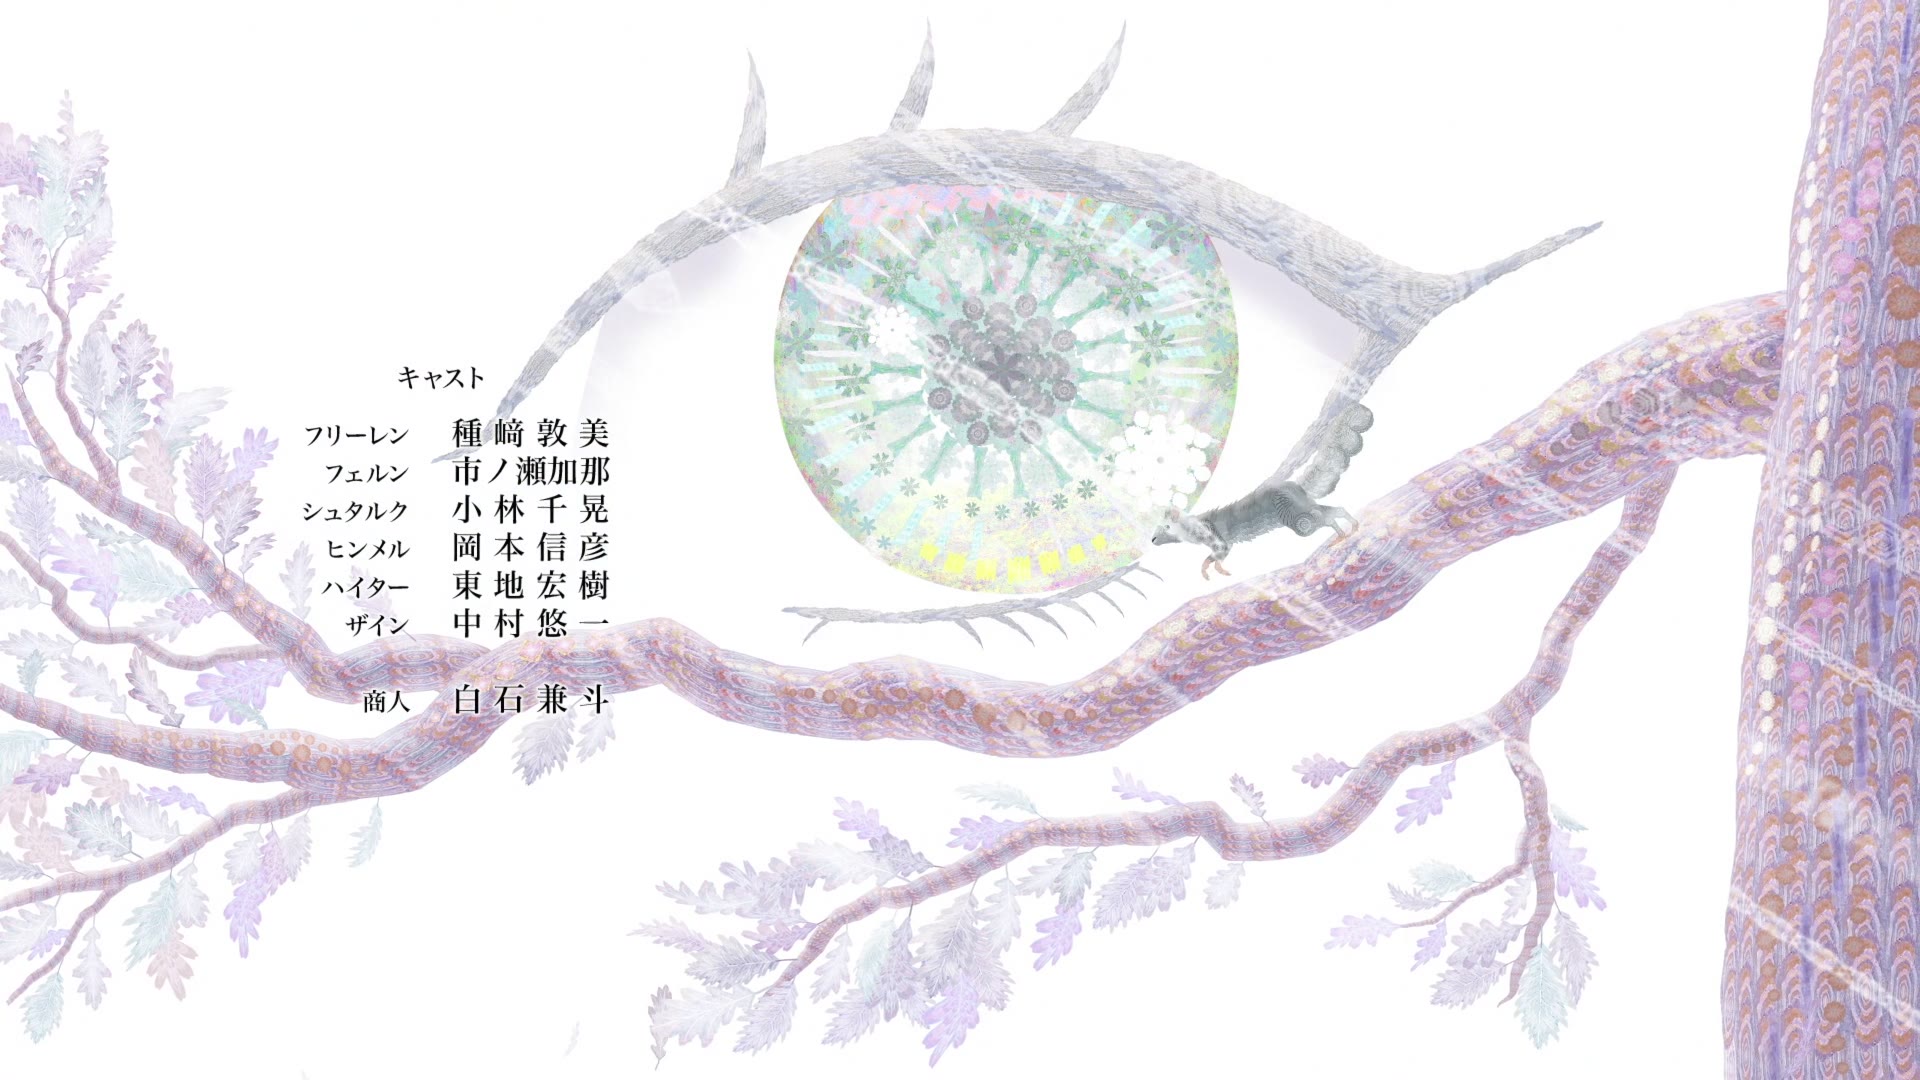 キャスト
フリーレン 種﨑敦美
フェルン 市ノ瀬加那
シュタルク 小林千晃
ヒンメル 岡本信彦
ハイター 東地宏樹
ザイン 中村悠一
商人 白石兼斗